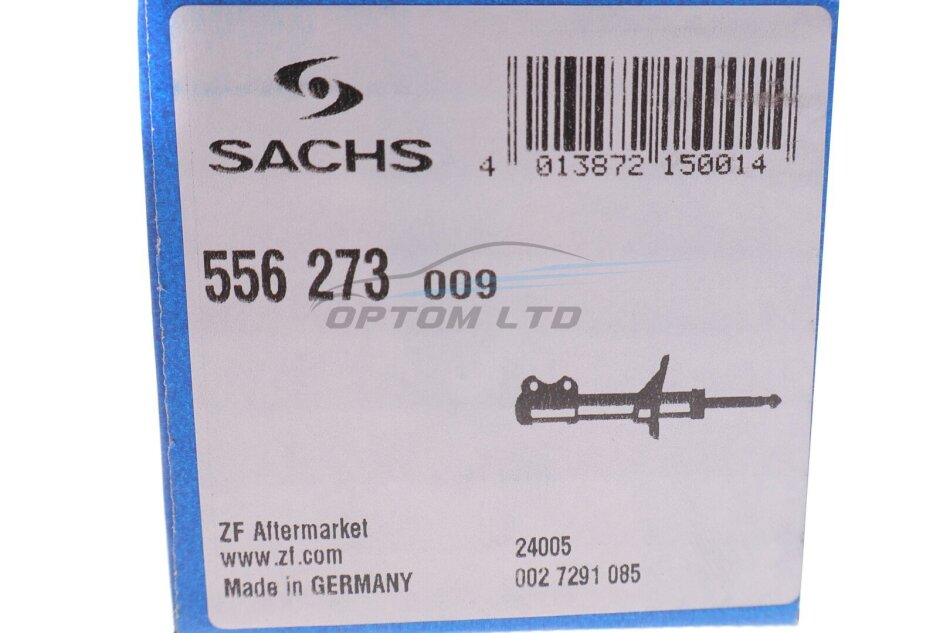 SACHS
4 013872 150014
556 273 009
OPTOM LTD
ZF Aftermarket
www.zf.com
Made in GERMANY
24005
002 7291 085